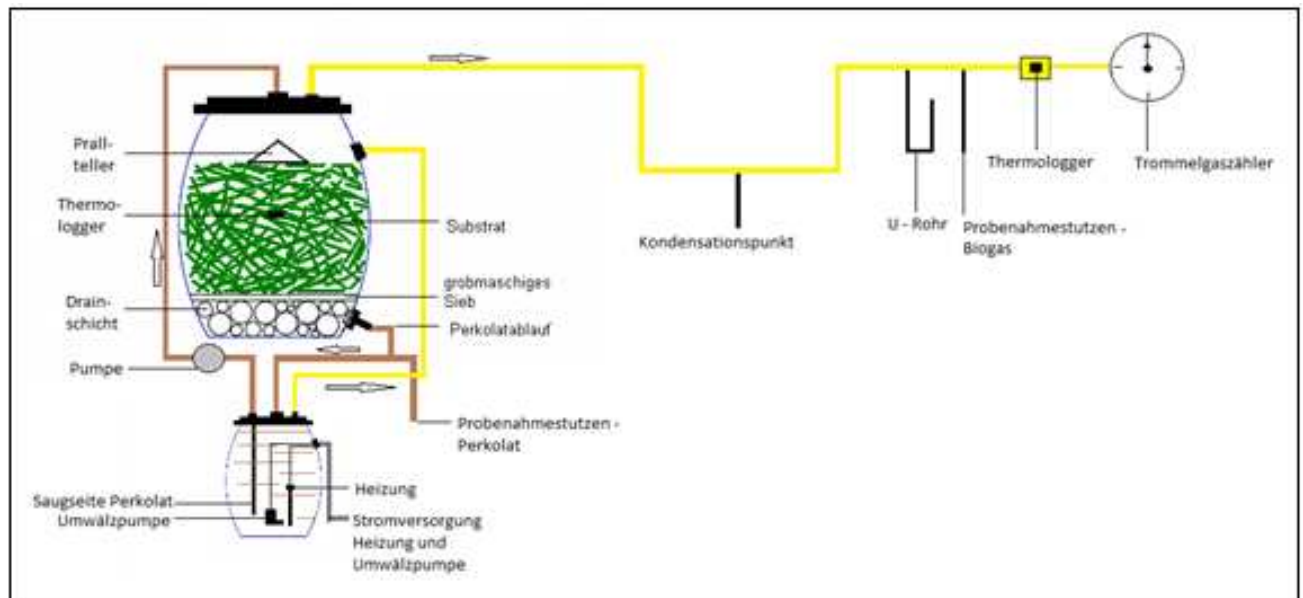 Prall-
teller
Thermo-
logger
Drain-
schicht
Pumpe
Substrat
grobmaschiges
Sieb
Perkolatablauf
Probenahmestutzen -
Perkolat
Saugseite Perkolat
Umwälzpumpe
Heizung
Stromversorgung
Heizung und
Umwälzpumpe
Kondensationspunkt
U - Rohr
Probenahmestutzen -
Biogas
Thermologger
Trommelgaszähler